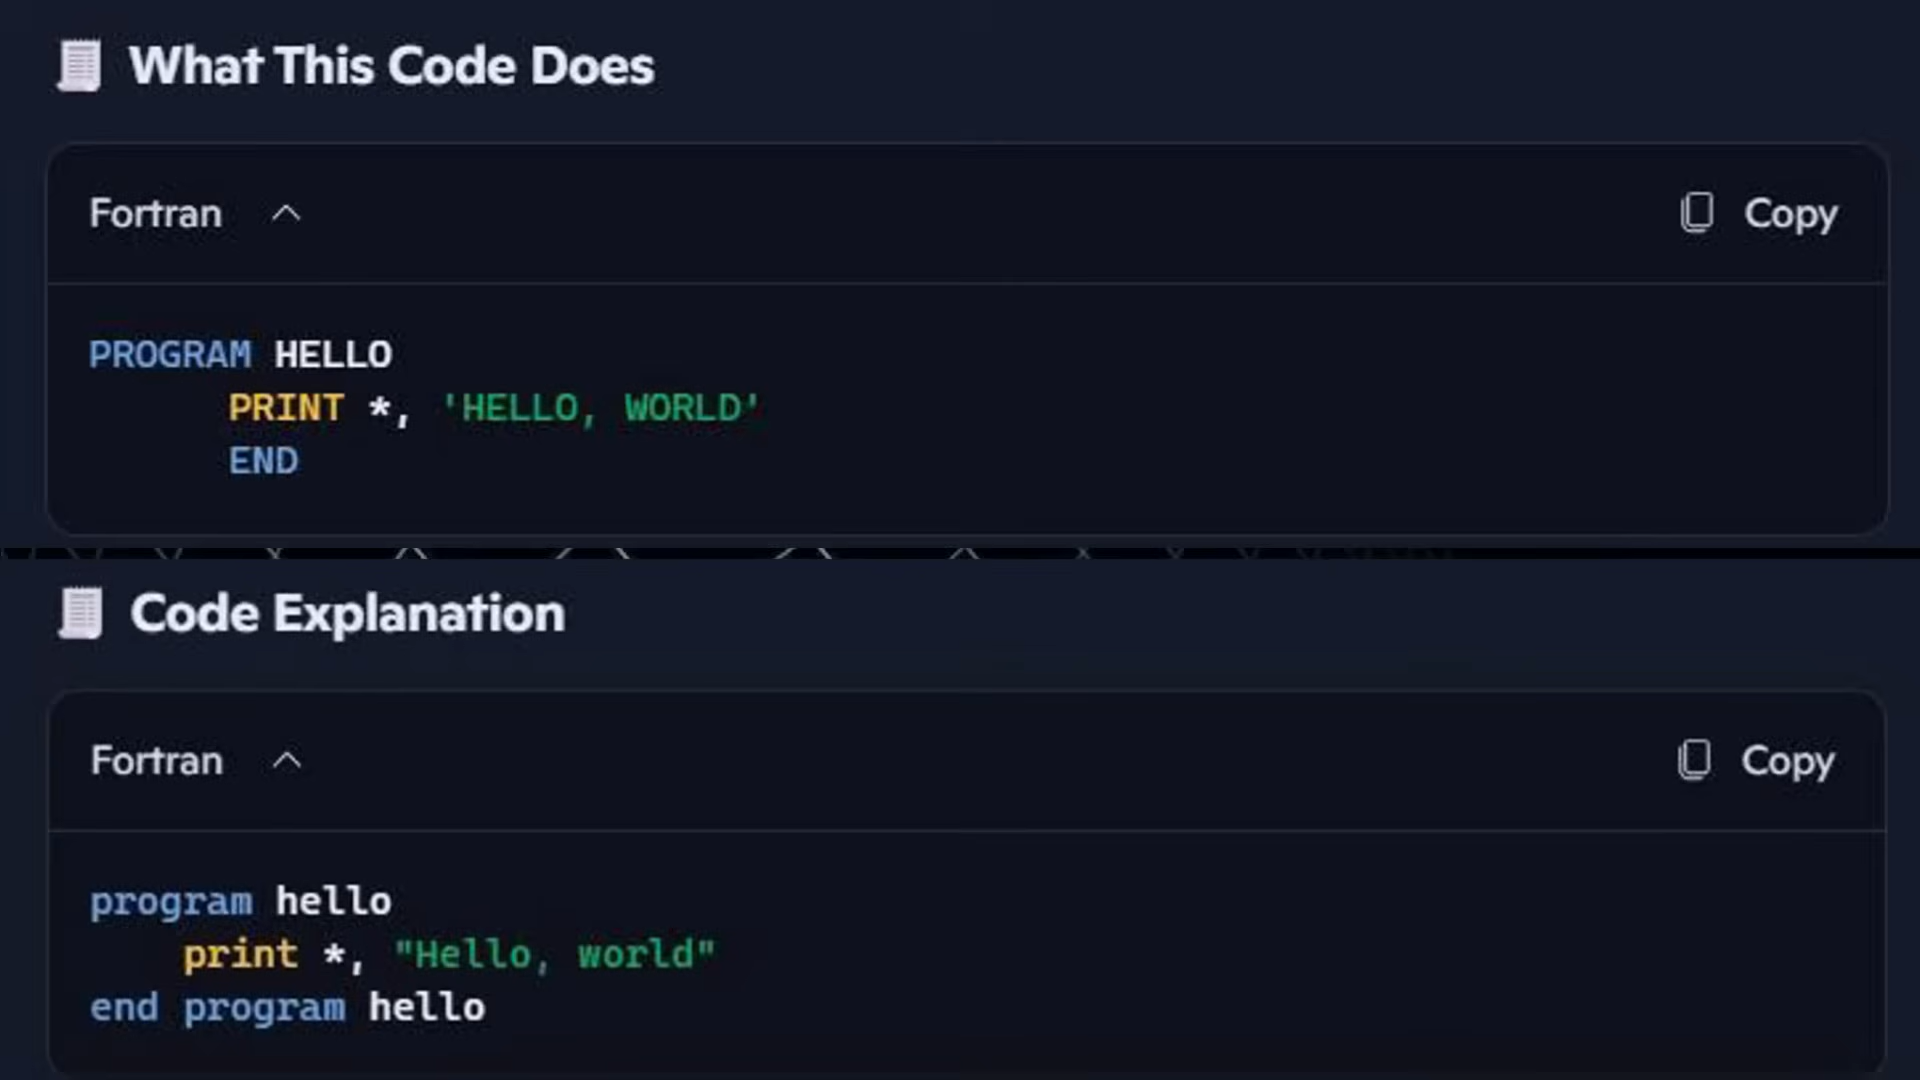 What This Code Does
Fortran
Copy
PROGRAM HELLO
PRINT *, 'HELLO, WORLD'
END
Code Explanation
Fortran
Copy
program hello
print *, "Hello, world"
end program hello